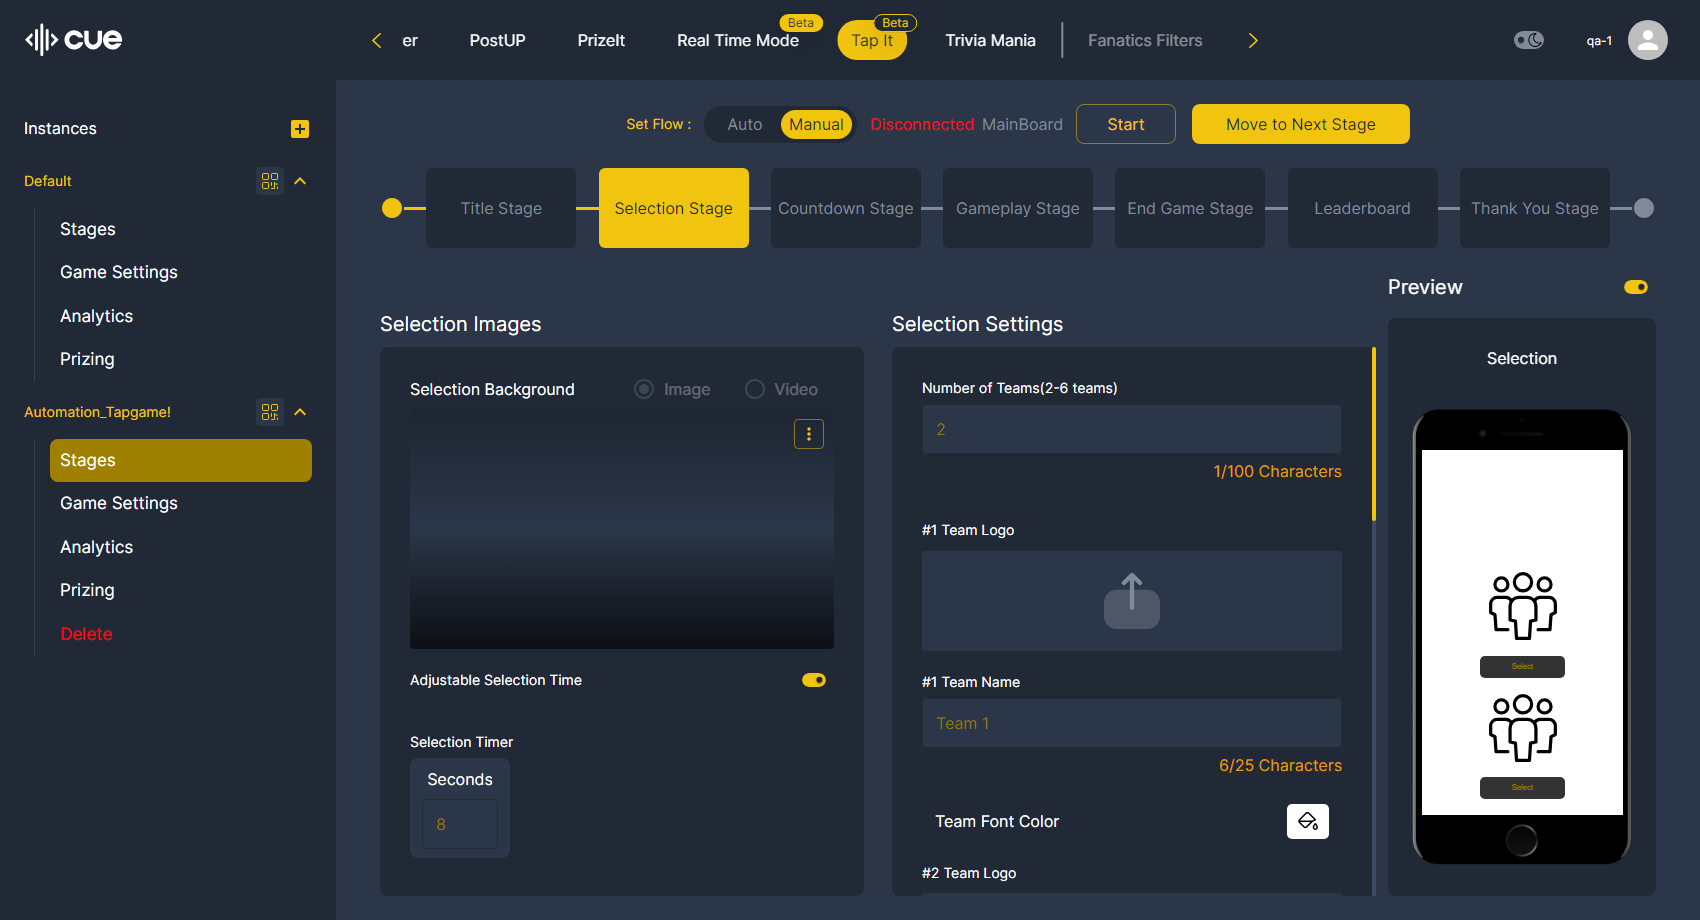 cue
er
PostUP
PrizeIt
Real Time Mode
Beta
Tap It
Beta
Trivia Mania
Fanatics Filters
qa-1
Instances
Default
Stages
Game Settings
Analytics
Prizing
Automation_Tapgame!
Stages
Game Settings
Analytics
Prizing
Delete
Set Flow :
Auto
Manual
Disconnected MainBoard
Start
Move to Next Stage
Title Stage
Selection Stage
Countdown Stage
Gameplay Stage
End Game Stage
Leaderboard
Thank You Stage
Selection Images
Selection Background
Image
Video
Adjustable Selection Time
Selection Timer
Seconds
8
Selection Settings
Number of Teams(2-6 teams)
2
1/100 Characters
#1 Team Logo
#1 Team Name
Team 1
6/25 Characters
Team Font Color
#2 Team Logo
Preview
Selection
Select
Select